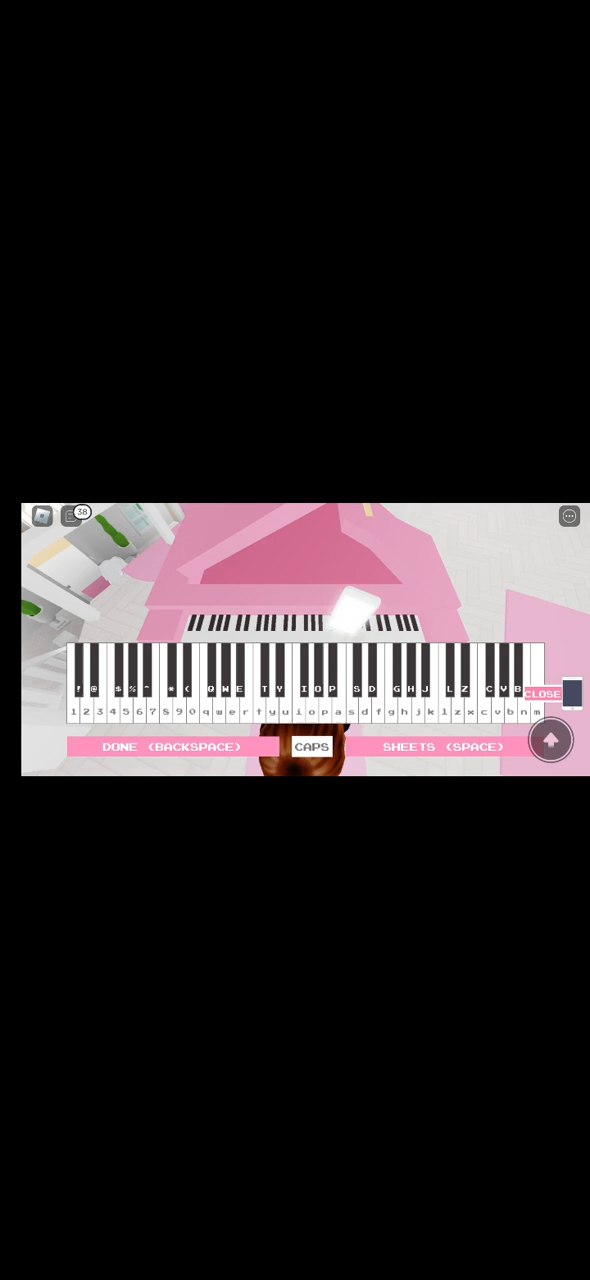 38
! @ $ % ^ * ( Q W E T Y I O P S D G H J L Z C V B
CLOSE
1 2 3 4 5 6 7 8 9 0 q w e r t y u i o p a s d f g h j k l z x c v b n m
DONE (BACKSPACE) CAPS SHEETS (SPACE)